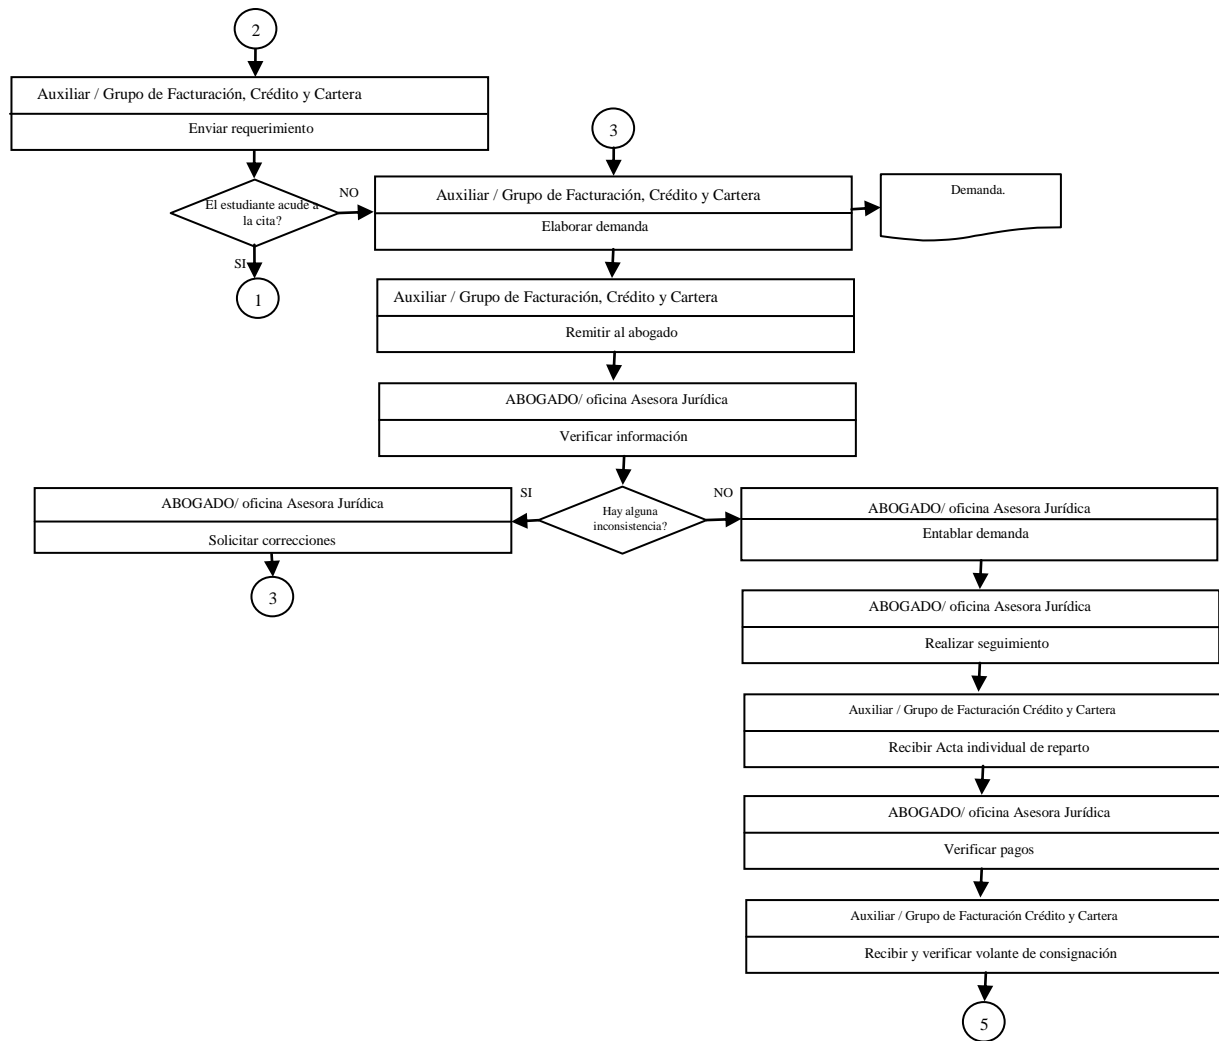 2
Auxiliar / Grupo de Facturación, Crédito y Cartera
Enviar requerimiento
El estudiante acude a
la cita?
NO
SI
1
3
Auxiliar / Grupo de Facturación, Crédito y Cartera
Elaborar demanda
Demanda.
Auxiliar / Grupo de Facturación, Crédito y Cartera
Remitir al abogado
ABOGADO/ oficina Asesora Jurídica
Verificar información
Hay alguna
inconsistencia?
SI
NO
ABOGADO/ oficina Asesora Jurídica
Solicitar correcciones
3
ABOGADO/ oficina Asesora Jurídica
Entablar demanda
ABOGADO/ oficina Asesora Jurídica
Realizar seguimiento
Auxiliar / Grupo de Facturación Crédito y Cartera
Recibir Acta individual de reparto
ABOGADO/ oficina Asesora Jurídica
Verificar pagos
Auxiliar / Grupo de Facturación Crédito y Cartera
Recibir y verificar volante de consignación
5